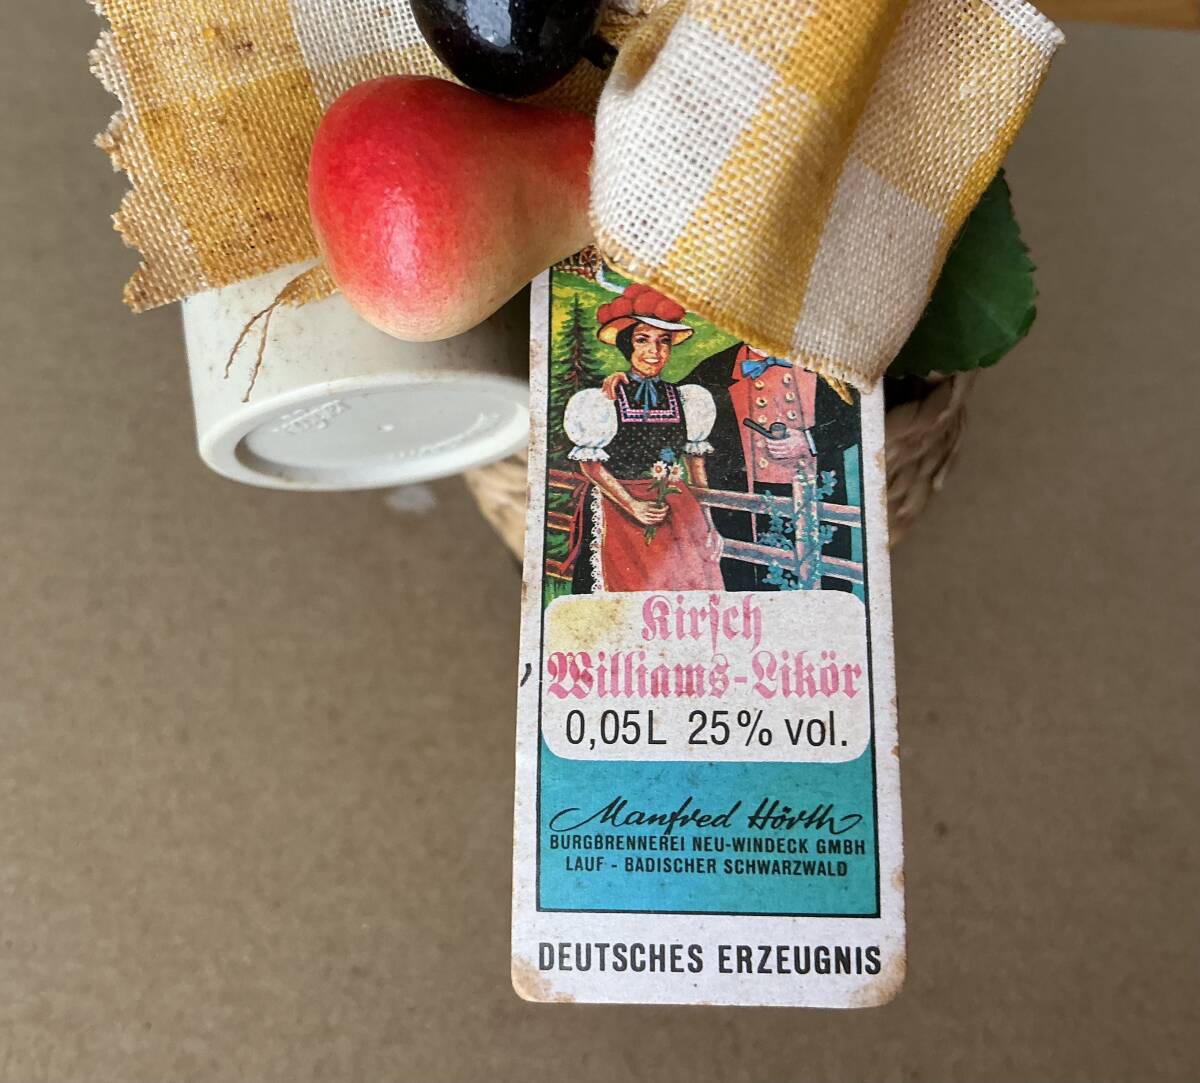 Kirsch
Williams-Likör
0,05L 25% vol.
Manfred Hörth
BURGBRENNEREI NEU-WINDECK GMBH
LAUF - BADISCHER SCHWARZWALD
DEUTSCHES ERZEUGNIS